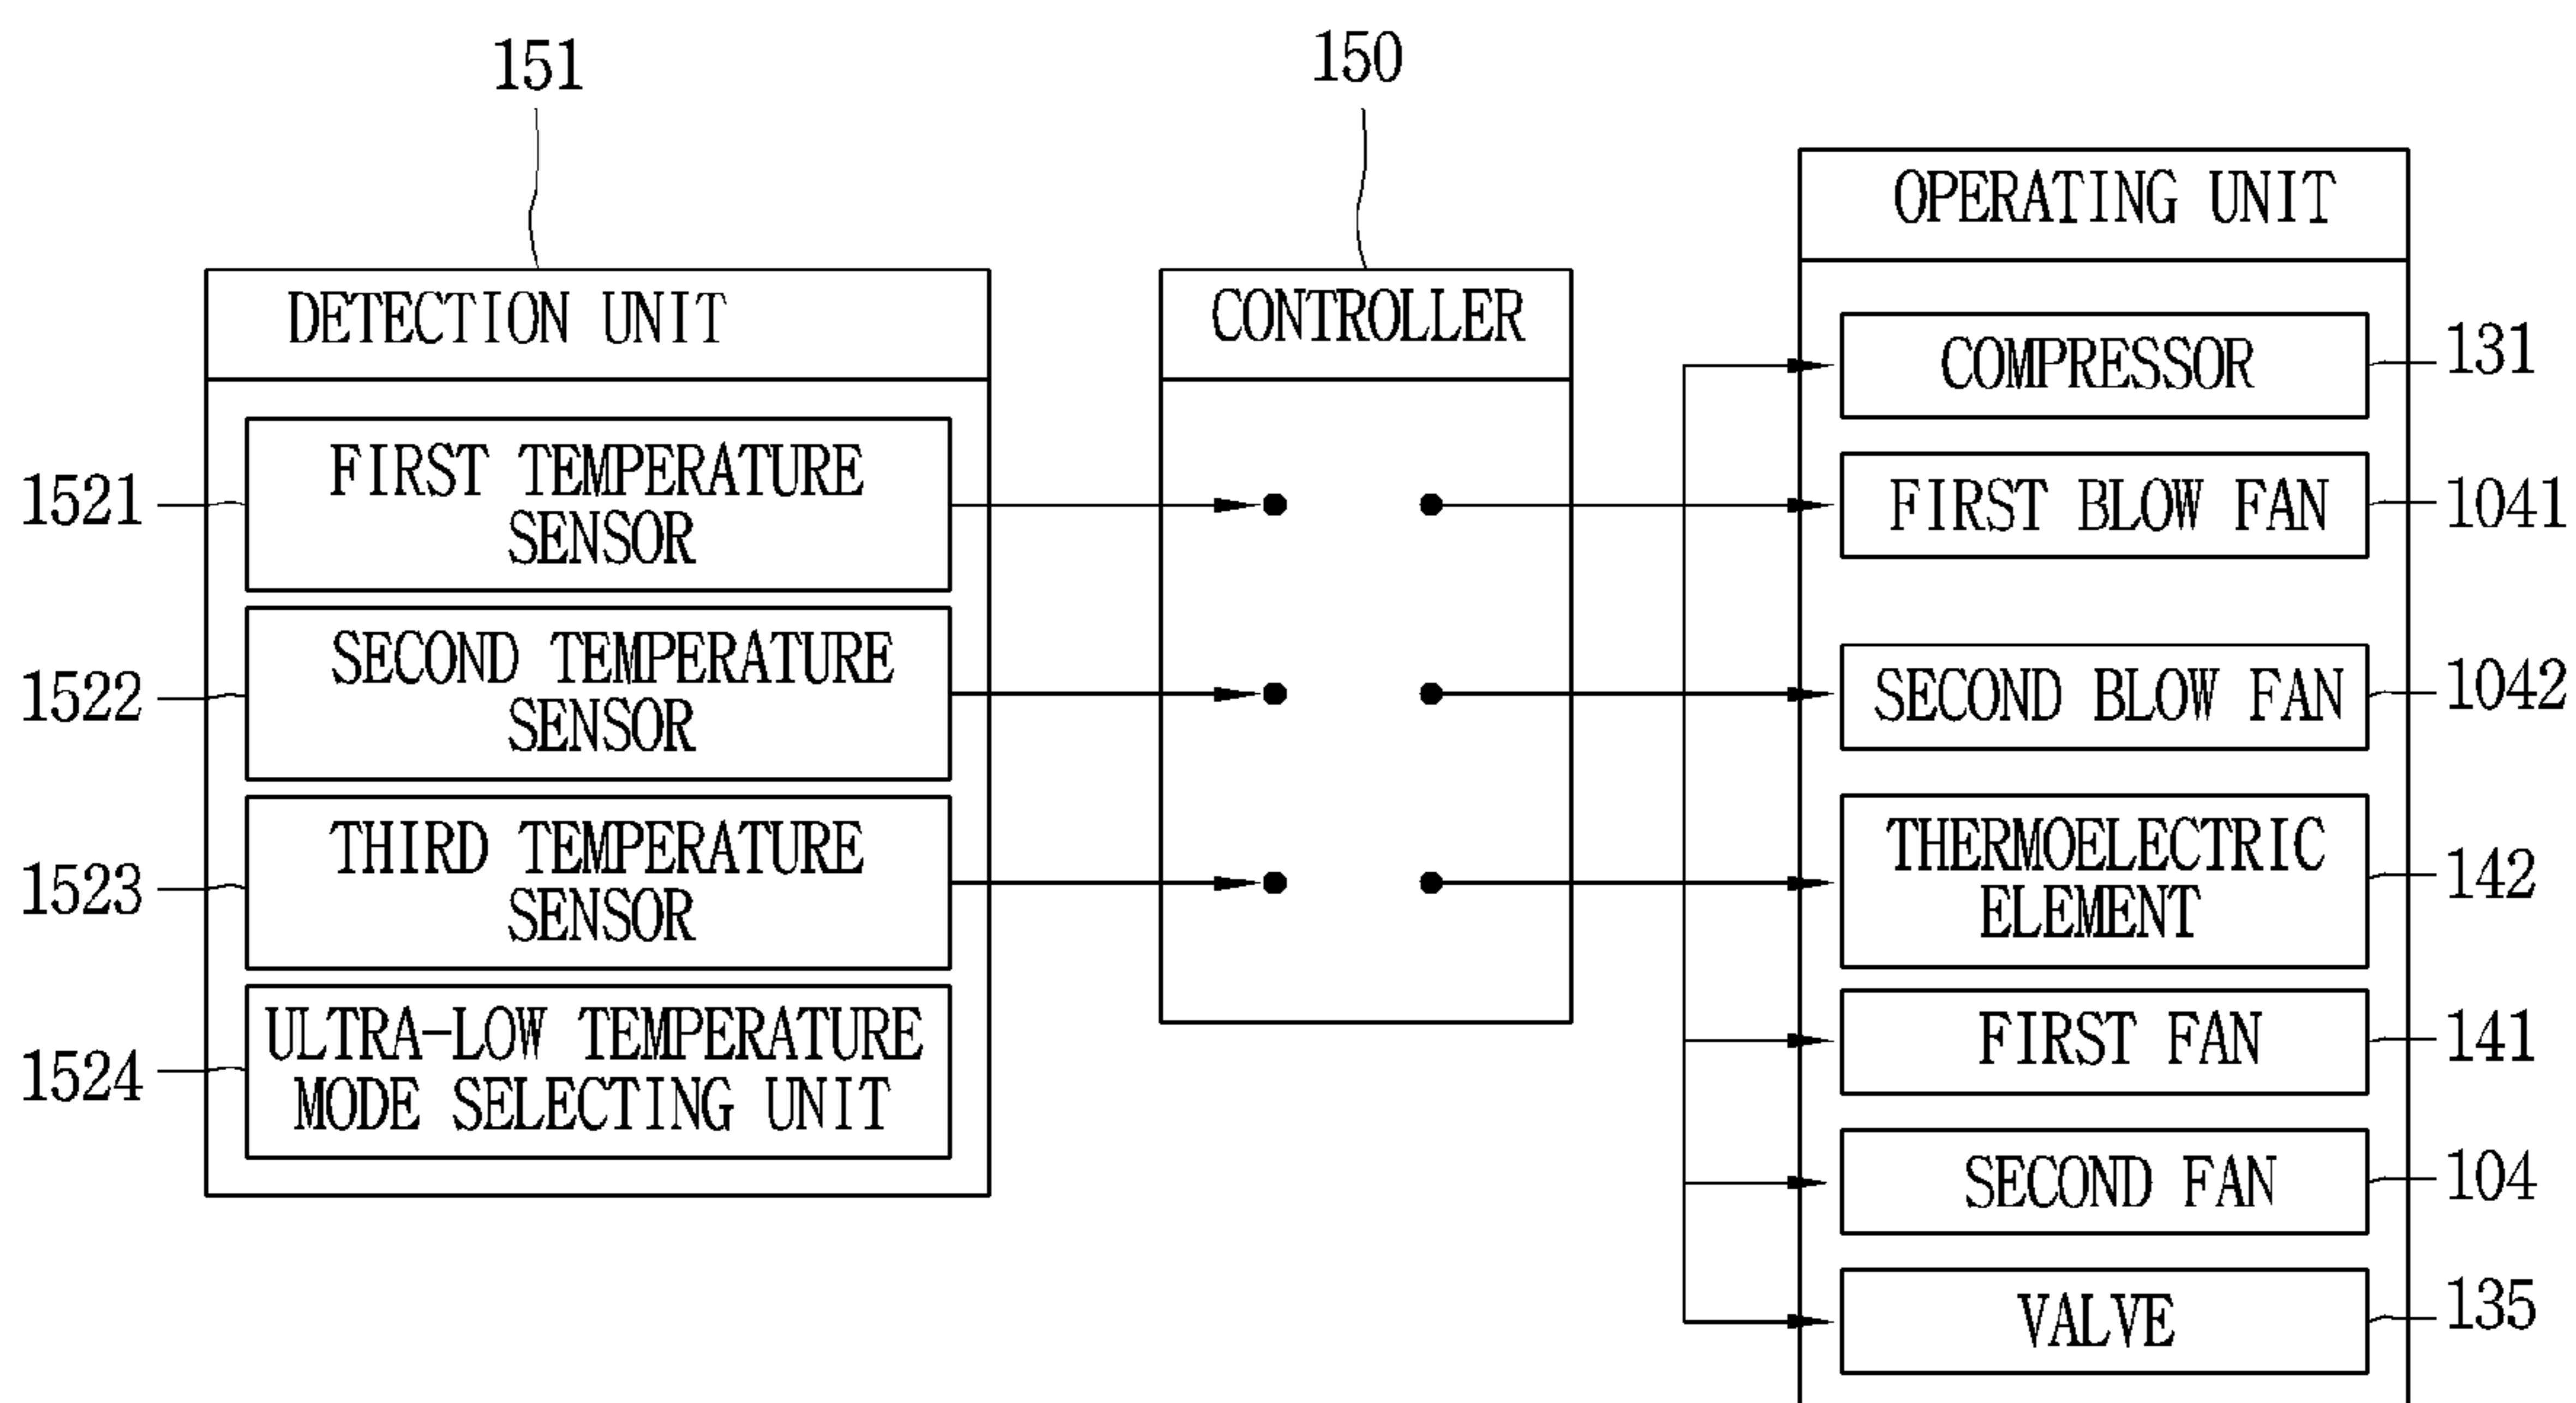 151
150
OPERATING UNIT
DETECTION UNIT
CONTROLLER
COMPRESSOR
131
1521
FIRST TEMPERATURE
SENSOR
FIRST BLOW FAN
1041
1522
SECOND TEMPERATURE
SENSOR
SECOND BLOW FAN
1042
1523
THIRD TEMPERATURE
SENSOR
THERMOELECTRIC
ELEMENT
142
1524
ULTRA-LOW TEMPERATURE
MODE SELECTING UNIT
FIRST FAN
141
SECOND FAN
104
VALVE
135